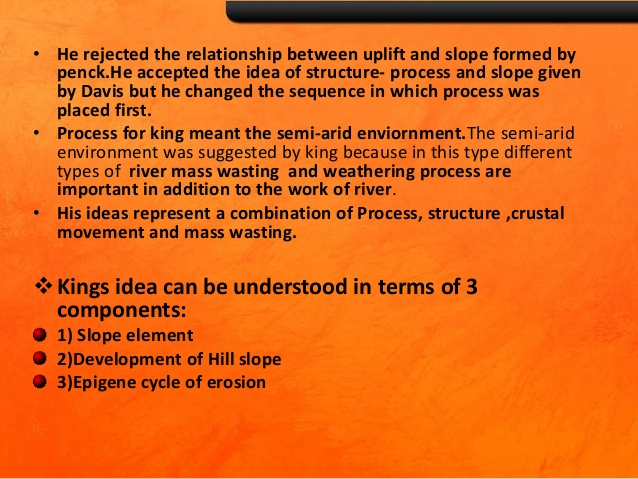 • He rejected the relationship between uplift and slope formed by
penck.He accepted the idea of structure- process and slope given
by Davis but he changed the sequence in which process was
placed first.
• Process for king meant the semi-arid enviornment.The semi-arid
environment was suggested by king because in this type different
types of river mass wasting and weathering process are
important in addition to the work of river.
• His ideas represent a combination of Process, structure ,crustal
movement and mass wasting.
❖Kings idea can be understood in terms of 3
components:
1) Slope element
2)Development of Hill slope
3)Epigene cycle of erosion